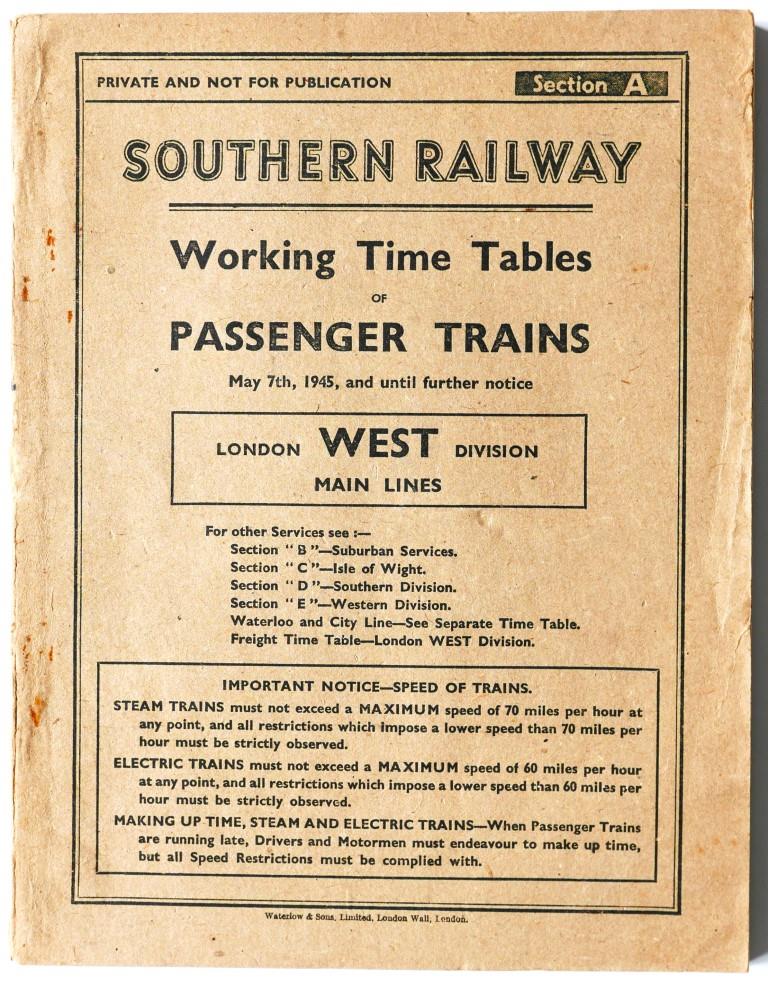 PRIVATE AND NOT FOR PUBLICATION
Section A
SOUTHERN RAILWAY
Working Time Tables
OF
PASSENGER TRAINS
May 7th, 1945, and until further notice
LONDON WEST DIVISION
MAIN LINES
For other Services see :—
Section "B"—Suburban Services.
Section "C"—Isle of Wight.
Section "D"—Southern Division.
Section "E"—Western Division.
Waterloo and City Line—See Separate Time Table.
Freight Time Table—London WEST Division.
IMPORTANT NOTICE—SPEED OF TRAINS.
STEAM TRAINS must not exceed a MAXIMUM speed of 70 miles per hour at
any point, and all restrictions which impose a lower speed than 70 miles per
hour must be strictly observed.
ELECTRIC TRAINS must not exceed a MAXIMUM speed of 60 miles per hour
at any point, and all restrictions which impose a lower speed than 60 miles per
hour must be strictly observed.
MAKING UP TIME, STEAM AND ELECTRIC TRAINS—When Passenger Trains
are running late, Drivers and Motormen must endeavour to make up time,
but all Speed Restrictions must be complied with.
Waterlow & Sons, Limited, London Wall, London.